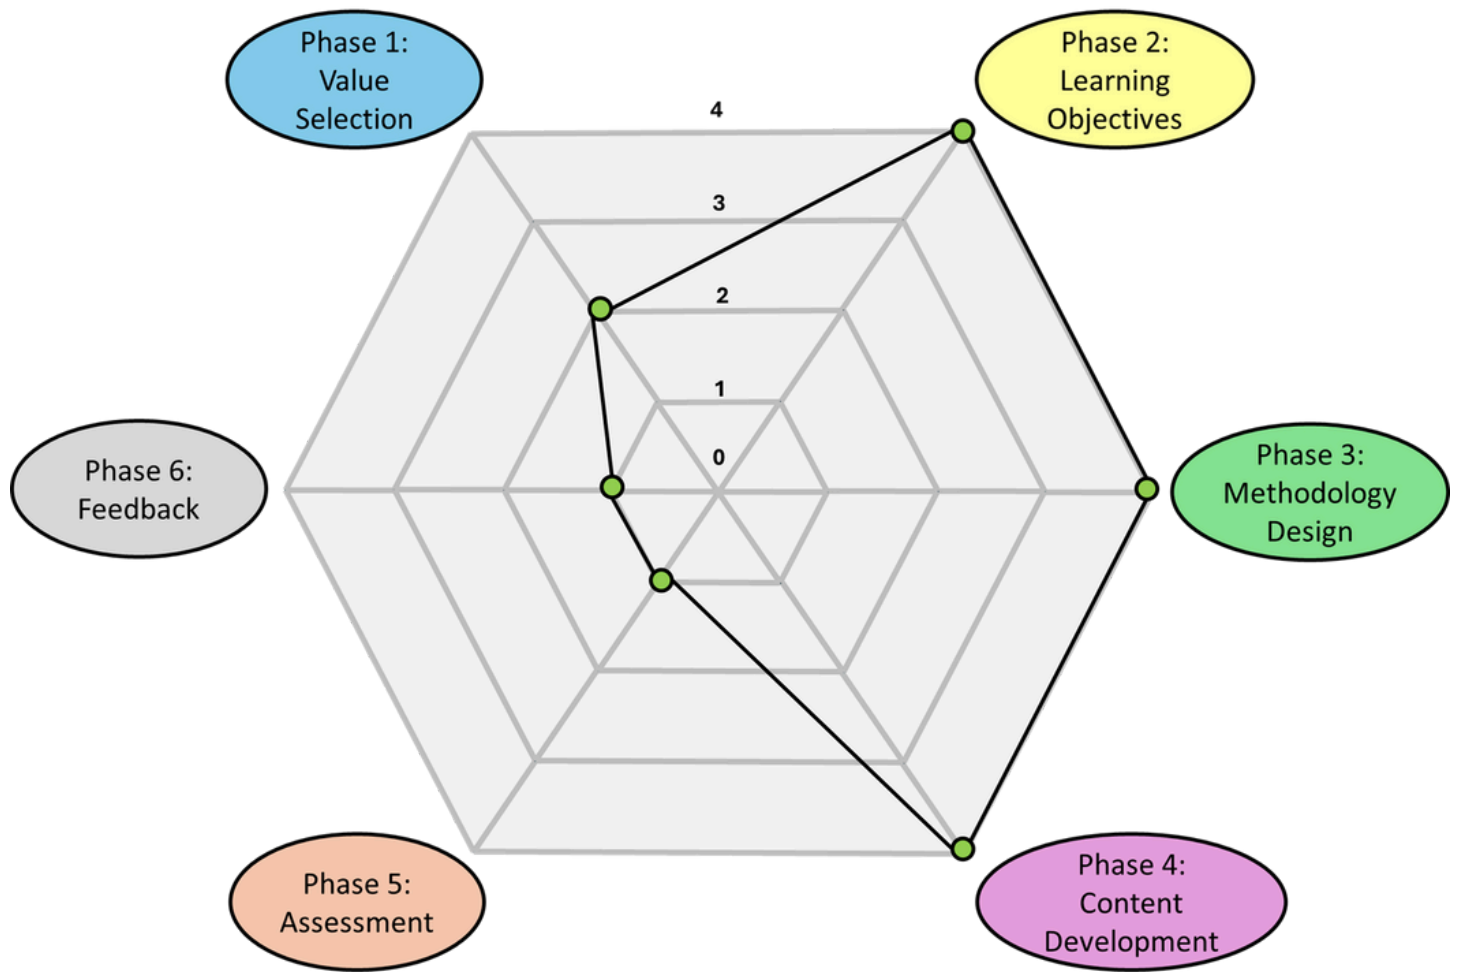 Phase 1:
Value
Selection
Phase 2:
Learning
Objectives
4
3
2
1
0
Phase 6:
Feedback
Phase 3:
Methodology
Design
Phase 5:
Assessment
Phase 4:
Content
Development